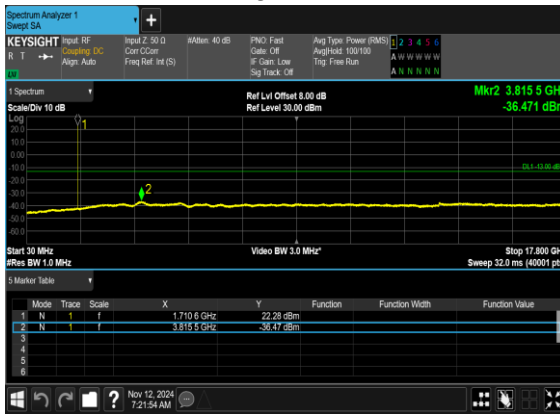 Spectrum Analyzer 1
Swept SA
+
KEYSIGHT Input: RF Input Z: 50 Ω #Atten: 40 dB PNO: Fast Avg Type: Power (RMS) 1 2 3 4 5 6
R T Coupling: DC Corr CCorr Gate: Off Avg|Hold: 100/100 A W W W W W
Align: Auto Freq Ref: Int (S) IF Gain: Low Trig: Free Run
Sig Track: Off A N N N N N
1 Spectrum Ref Lvl Offset 8.00 dB Mkr2 3.815 5 GHz
Scale/Div 10 dB Ref Level 30.00 dBm -36.471 dBm
Log
20.0
1
10.0
0.00
-10.0
DL1 -13.00 dB
-20.0
-30.0
2
-40.0
-50.0
-60.0
Start 30 MHz Video BW 3.0 MHz* Stop 17.800 GH
#Res BW 1.0 MHz Sweep 32.0 ms (40001 pt
5 Marker Table
Mode Trace Scale X Y Function Function Width Function Value
1 N 1 f 1.710 6 GHz 22.28 dBm
2 N 1 f 3.815 5 GHz -36.47 dBm
3
4
5
6
? Nov 12, 2024
7:21:54 AM